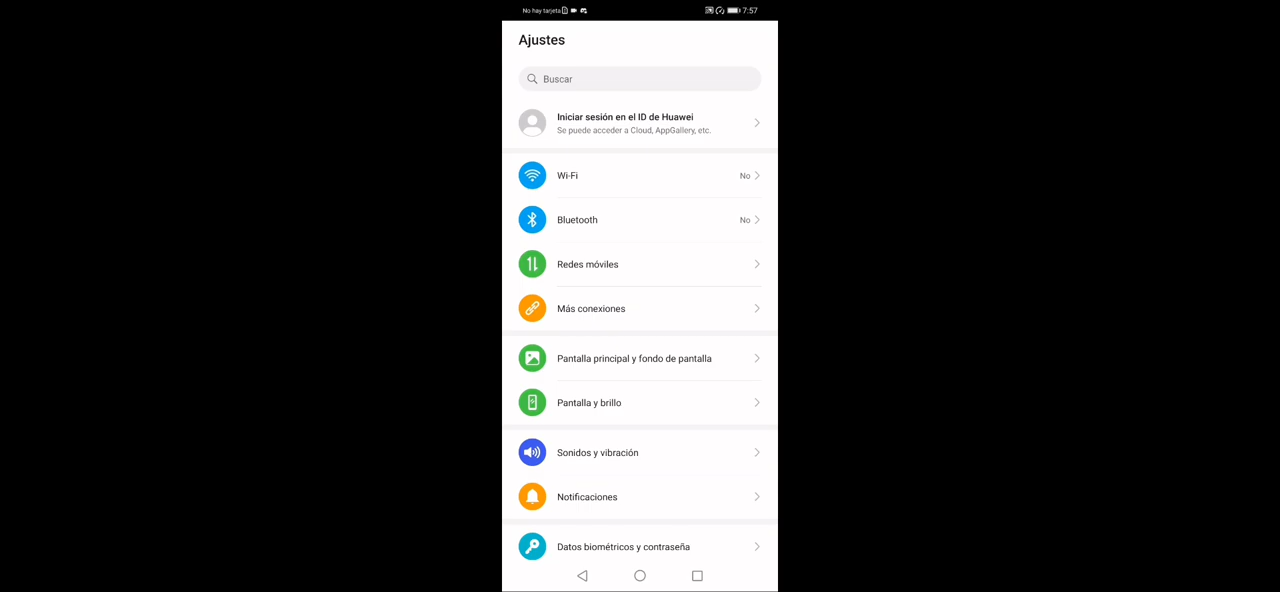 No hay tarjeta 7:57
Ajustes
Buscar
Iniciar sesión en el ID de Huawei
Se puede acceder a Cloud, AppGallery, etc.
Wi-Fi No
Bluetooth No
Redes móviles
Más conexiones
Pantalla principal y fondo de pantalla
Pantalla y brillo
Sonidos y vibración
Notificaciones
Datos biométricos y contraseña